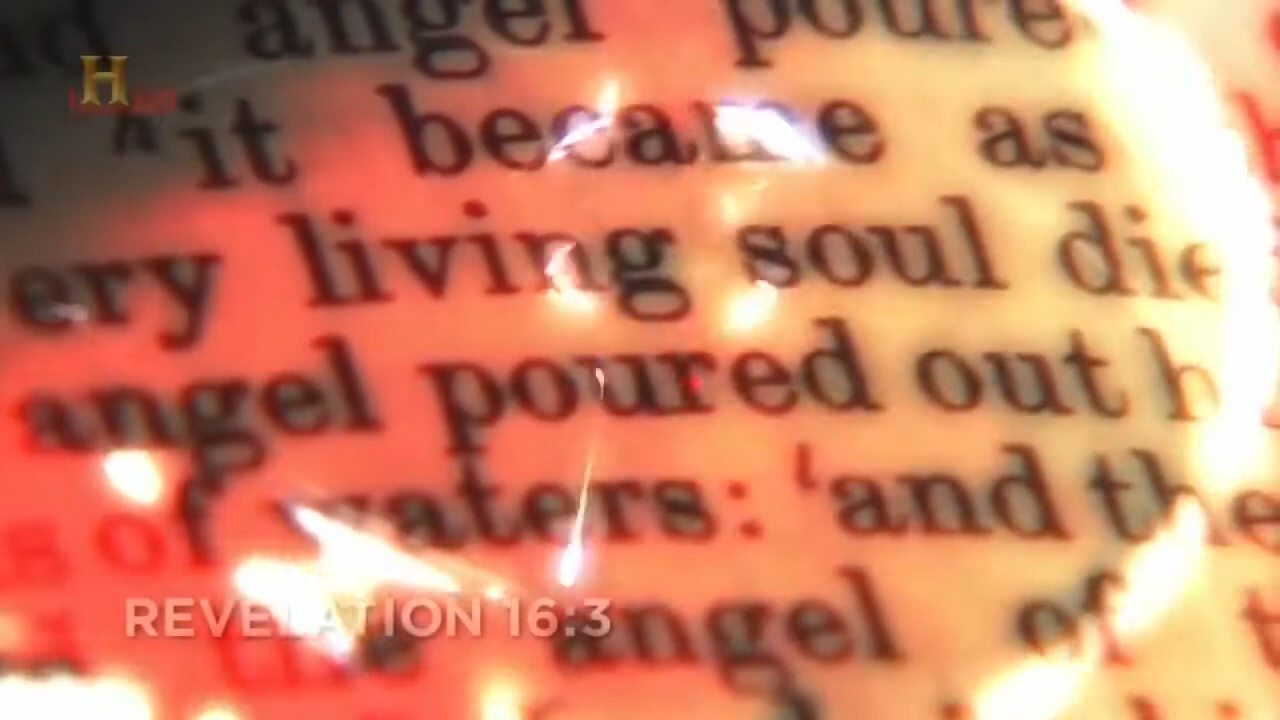 H
angel poure
it became as
ery living soul die
angel poured out h
s of waters: and the
REVELATION 16:3
the angel of t